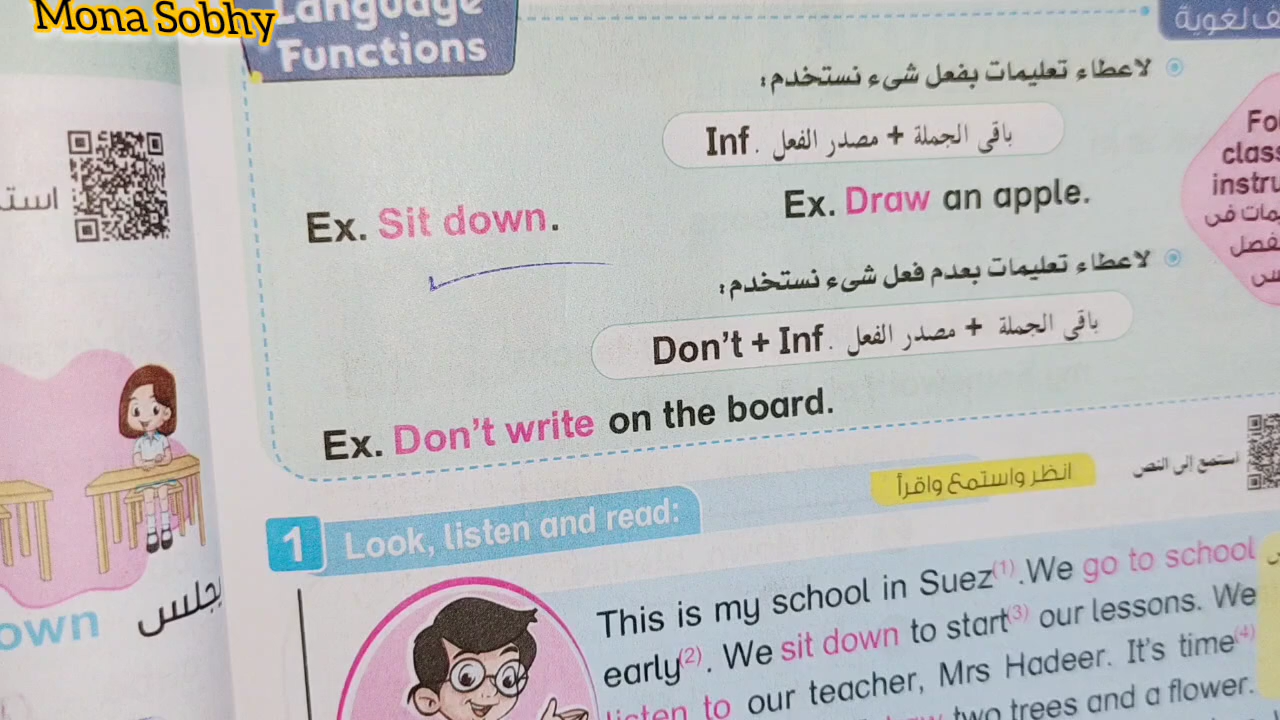 Mona Sobhy
Language
Functions
لاعطاء تعليمات بفعل شىء نستخدم:
Inf. باقى الجملة + مصدر الفعل
Ex. Sit down.
Ex. Draw an apple.
لاعطاء تعليمات بعدم فعل شىء نستخدم:
Don't + Inf. باقى الجملة + مصدر الفعل
Ex. Don't write on the board.
استمع إلى النص
انظر واستمع واقرأ
1 Look, listen and read:
يجلس
This is my school in Suez(1). We go to school
early(2). We sit down to start(3) our lessons. We
listen to our teacher, Mrs Hadeer. It's time(4)
two trees and a flower.